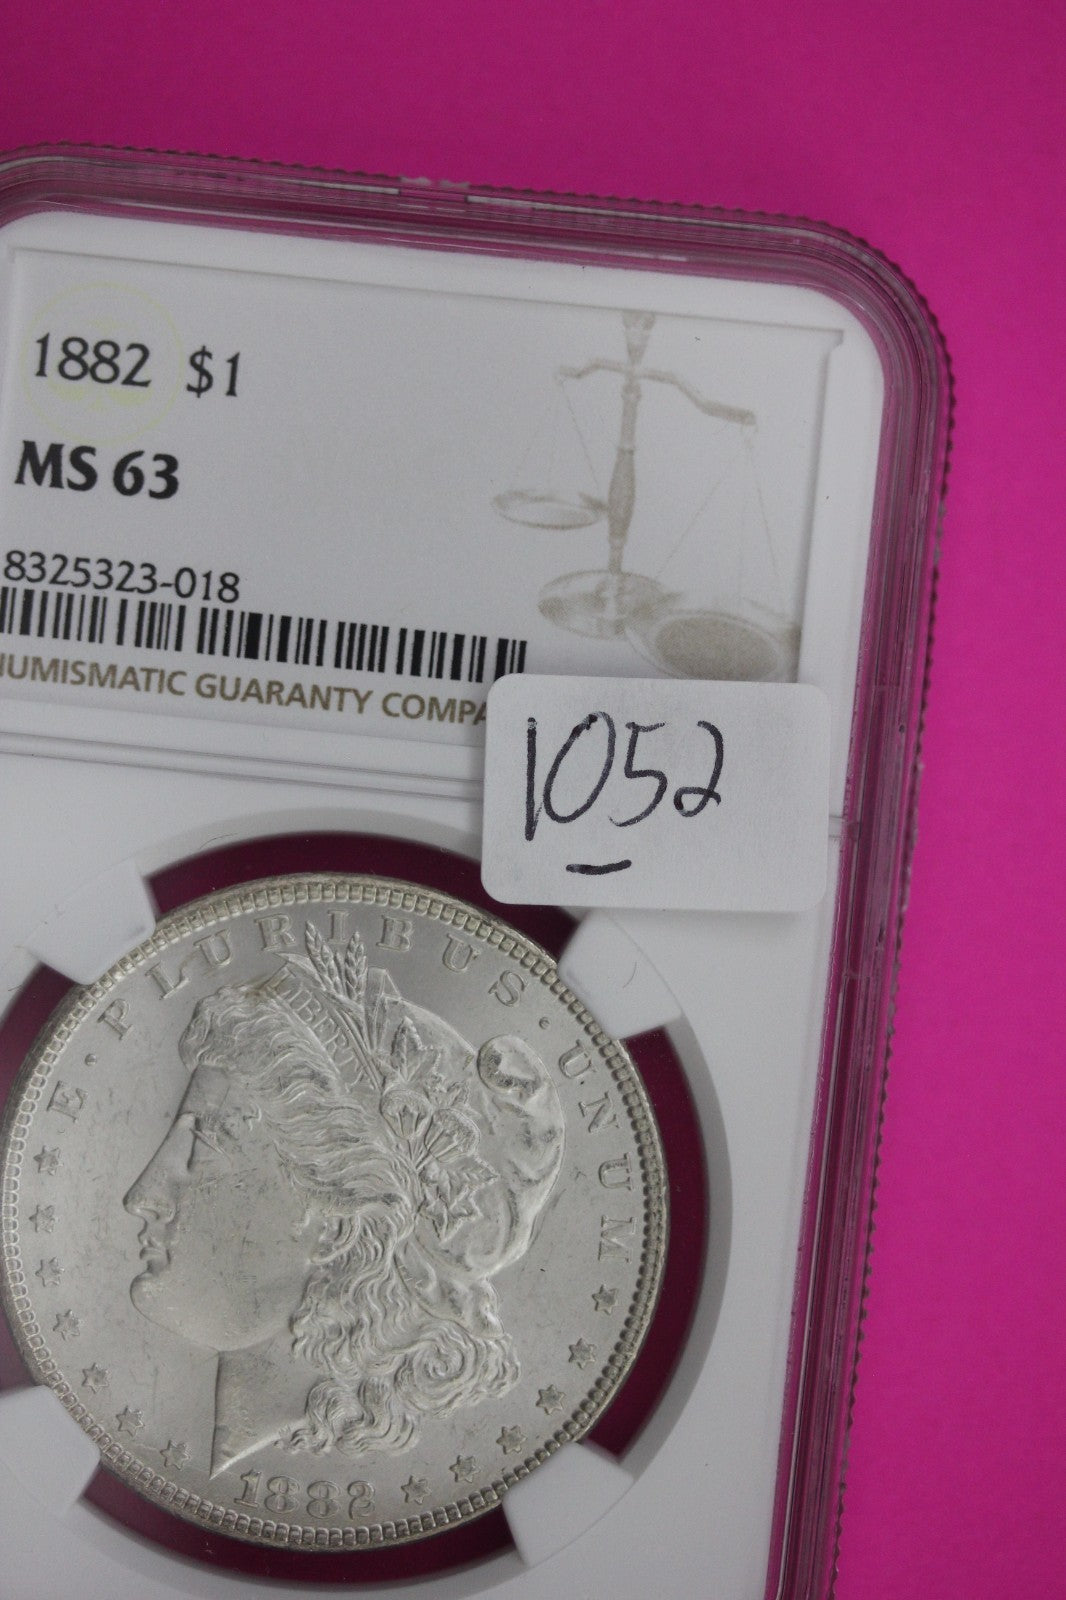 1882 $1
MS 63
8325323-018
NUMISMATIC GUARANTY COMPA
1052
E · PLURIBUS · UNUM
LIBERTY
1882